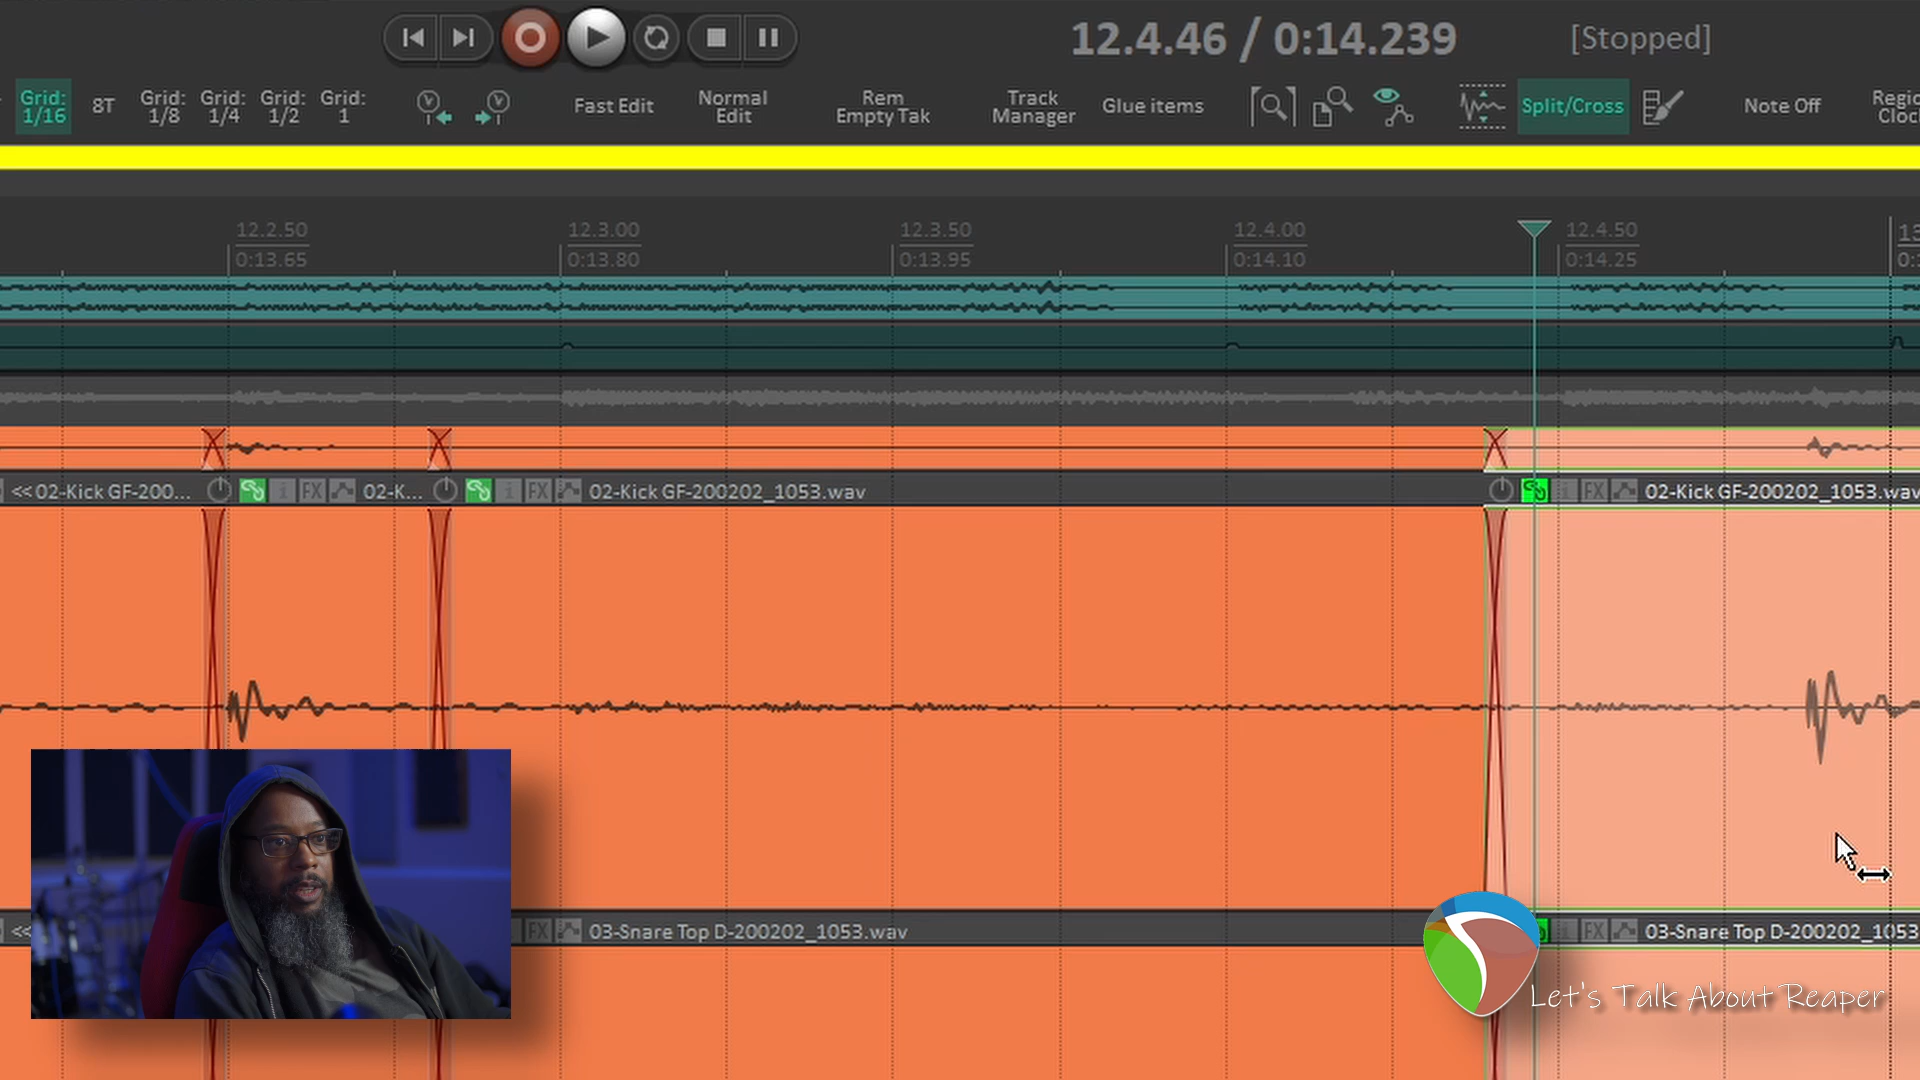 12.4.46 / 0:14.239
[Stopped]
Grid:
1/16
8T
Grid:
1/8
Grid:
1/4
Grid:
1/2
Grid:
1
Fast Edit
Normal
Edit
Rem
Empty Tak
Track
Manager
Glue items
Split/Cross
Note Off
Regio
Cloc
12.2.50
0:13.65
12.3.00
0:13.80
12.3.50
0:13.95
12.4.00
0:14.10
12.4.50
0:14.25
13
0:
<<02-Kick GF-200...
FX
02-K...
FX
02-Kick GF-200202_1053.wav
FX
02-Kick GF-200202_1053.wav
<<
FX
03-Snare Top D-200202_1053.wav
FX
03-Snare Top D-200202_1053
Let's Talk About Reaper